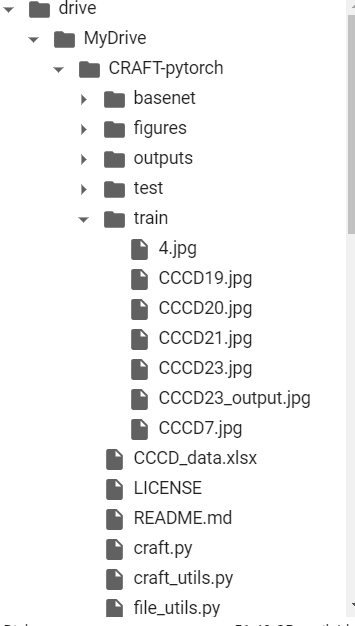 drive
MyDrive
CRAFT-pytorch
basenet
figures
outputs
test
train
4.jpg
CCCD19.jpg
CCCD20.jpg
CCCD21.jpg
CCCD23.jpg
CCCD23_output.jpg
CCCD7.jpg
CCCD_data.xlsx
LICENSE
README.md
craft.py
craft_utils.py
file_utils.py